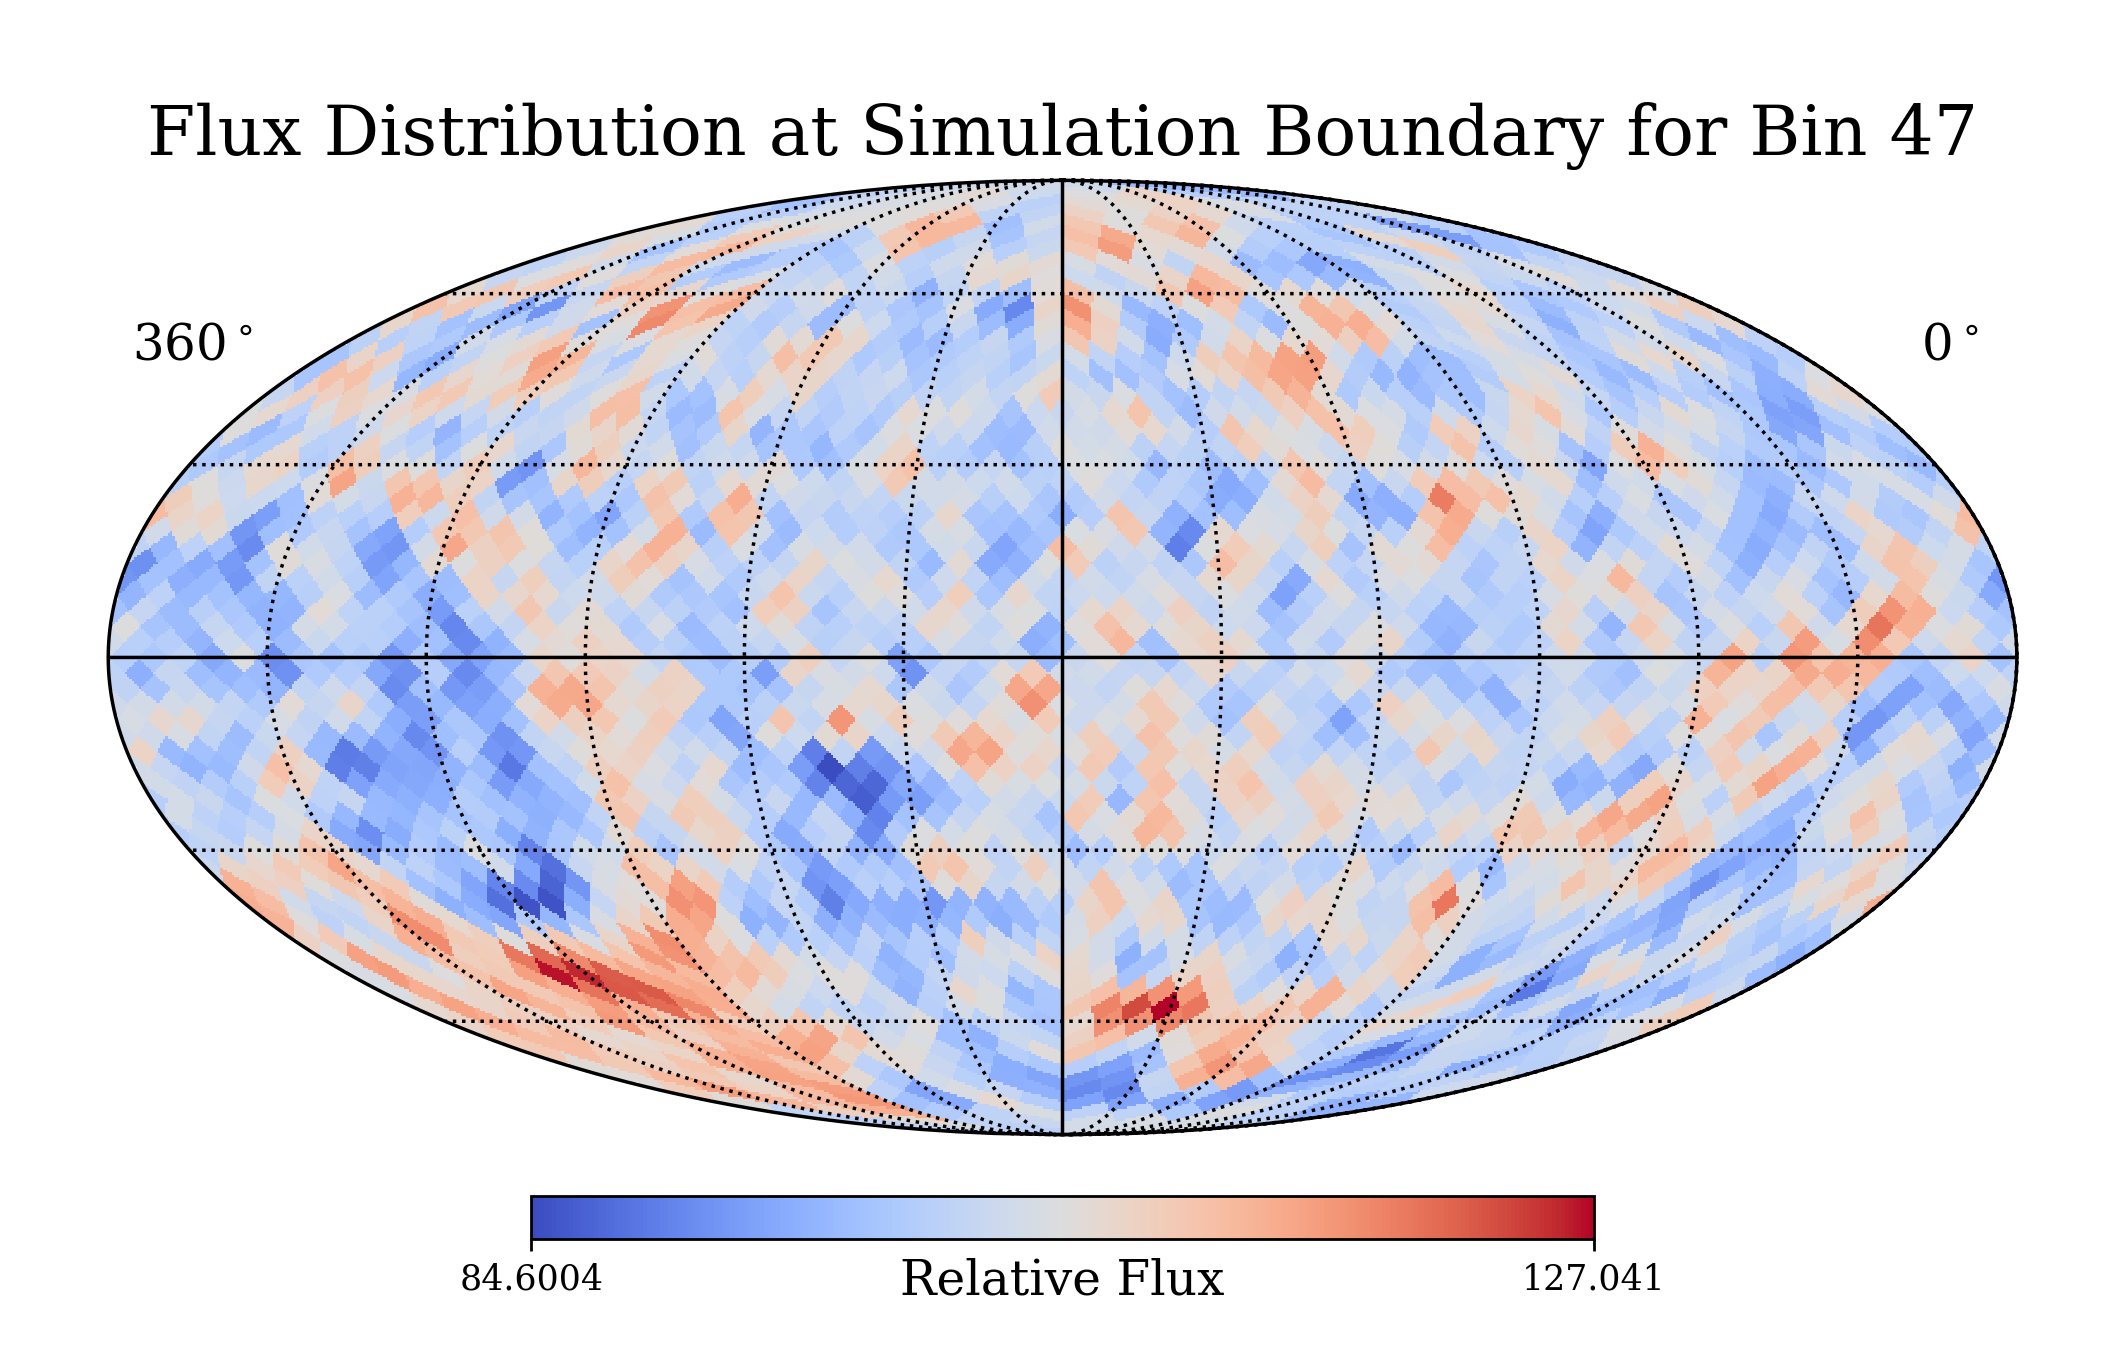 Flux Distribution at Simulation Boundary for Bin 47
360°
0°
84.6004
Relative Flux
127.041